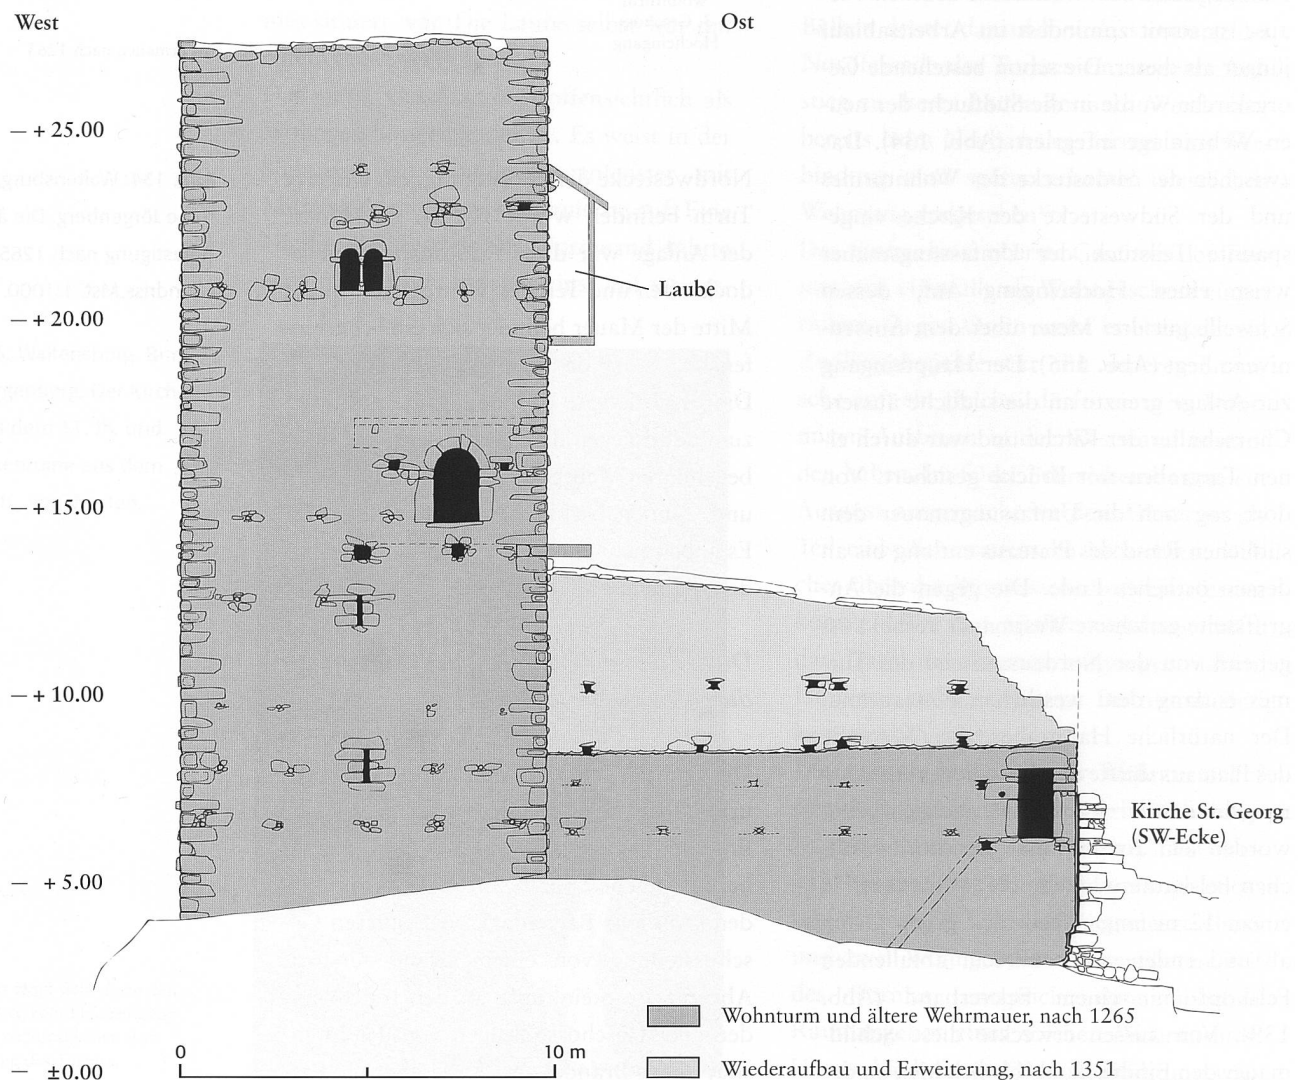 West
Ost
+ 25.00
+ 20.00
Laube
+ 15.00
+ 10.00
Kirche St. Georg
(SW-Ecke)
+ 5.00
Wohnturm und ältere Wehrmauer, nach 1265
0
10 m
Wiederaufbau und Erweiterung, nach 1351
±0.00